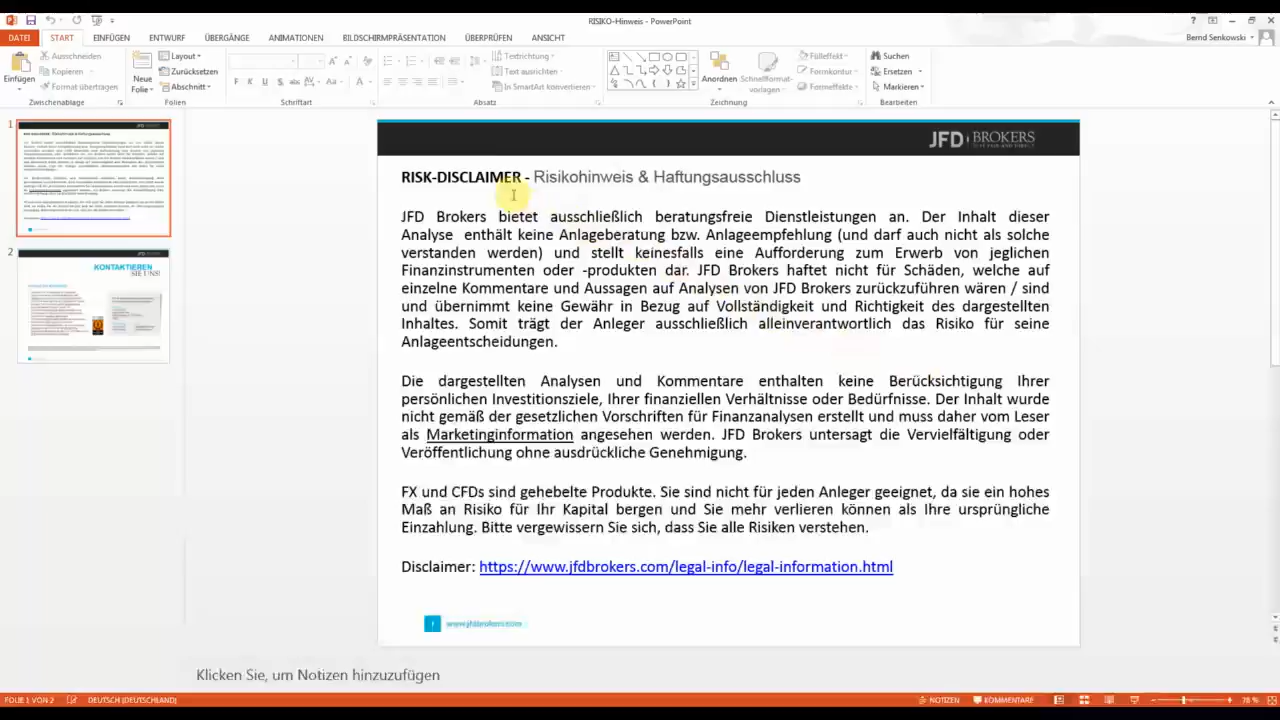 RISIKO-Hinweis - PowerPoint
DATEI START EINFÜGEN ENTWURF ÜBERGÄNGE ANIMATIONEN BILDSCHIRMPRÄSENTATION ÜBERPRÜFEN ANSICHT
Bernd Senkowski
Einfügen
Ausschneiden
Kopieren
Format übertragen
Zwischenablage
Neue Folie
Layout
Zurücksetzen
Abschnitt
Folien
Schriftart
Textrichtung
Text ausrichten
In SmartArt konvertieren
Absatz
Anordnen
Schnellformat-
vorlagen
Fülleffekt
Formkontur
Formeffekte
Zeichnung
Suchen
Ersetzen
Markieren
Bearbeiten
1
2
KONTAKTIEREN
SIE UNS!
JFD BROKERS
RISK-DISCLAIMER - Risikohinweis & Haftungsausschluss
JFD Brokers bietet ausschließlich beratungsfreie Dienstleistungen an. Der Inhalt dieser
Analyse enthält keine Anlageberatung bzw. Anlageempfehlung (und darf auch nicht als solche
verstanden werden) und stellt keinesfalls eine Aufforderung zum Erwerb von jeglichen
Finanzinstrumenten oder -produkten dar. JFD Brokers haftet nicht für Schäden, welche auf
einzelne Kommentare und Aussagen auf Analysen von JFD Brokers zurückzuführen wären / sind
und übernimmt keine Gewähr in Bezug auf Vollständigkeit und Richtigkeit des dargestellten
Inhaltes. Somit trägt der Anleger ausschließlich alleinverantwortlich das Risiko für seine
Anlageentscheidungen.
Die dargestellten Analysen und Kommentare enthalten keine Berücksichtigung Ihrer
persönlichen Investitionsziele, Ihrer finanziellen Verhältnisse oder Bedürfnisse. Der Inhalt wurde
nicht gemäß der gesetzlichen Vorschriften für Finanzanalysen erstellt und muss daher vom Leser
als Marketinginformation angesehen werden. JFD Brokers untersagt die Vervielfältigung oder
Veröffentlichung ohne ausdrückliche Genehmigung.
FX und CFDs sind gehebelte Produkte. Sie sind nicht für jeden Anleger geeignet, da sie ein hohes
Maß an Risiko für Ihr Kapital bergen und Sie mehr verlieren können als Ihre ursprüngliche
Einzahlung. Bitte vergewissern Sie sich, dass Sie alle Risiken verstehen.
Disclaimer: https://www.jfdbrokers.com/legal-info/legal-information.html
www.jfdbrokers.com
Klicken Sie, um Notizen hinzuzufügen
FOLIE 1 VON 2 DEUTSCH (DEUTSCHLAND) NOTIZEN KOMMENTARE 78 %